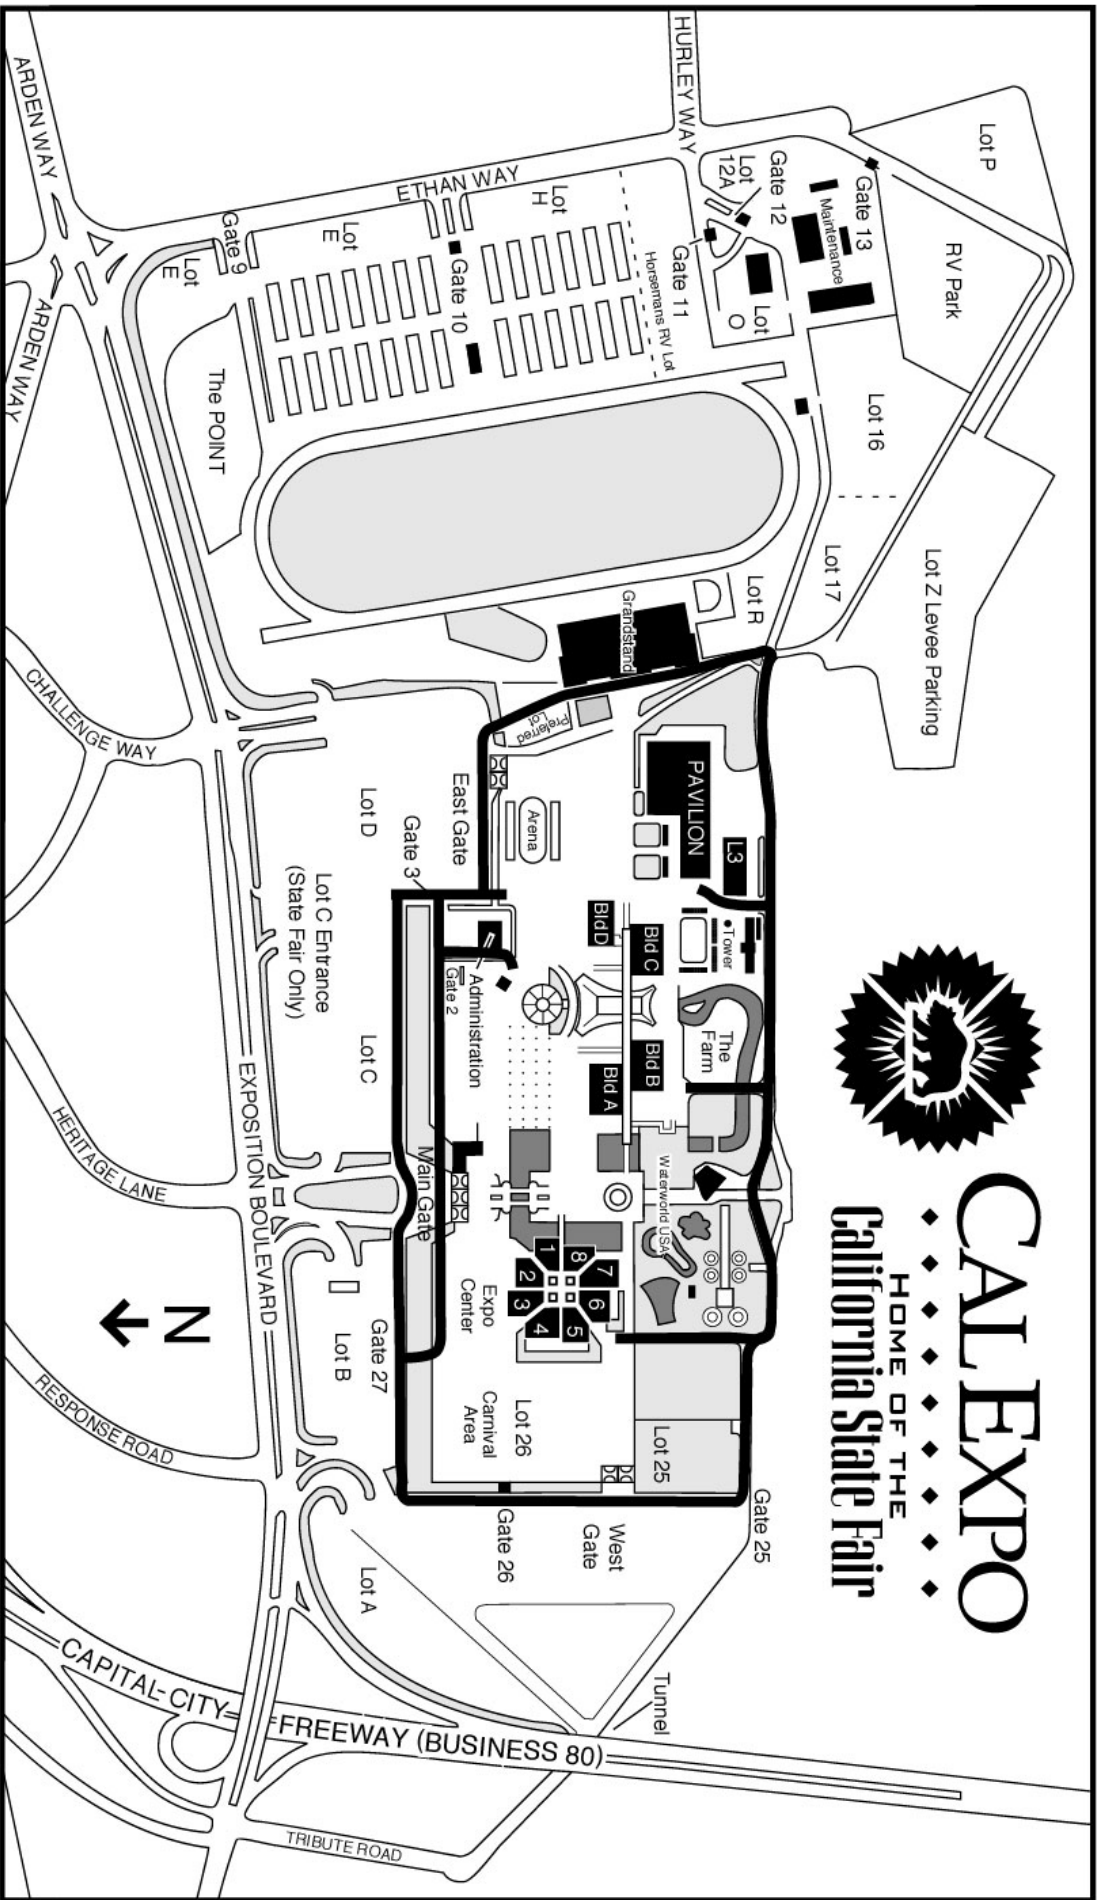 CAL EXPO
HOME OF THE
California State Fair
Lot P
RV Park
Gate 13
Maintenance
Gate 12
Lot
12A
HURLEY WAY
Gate 11
Lot
O
Lot 16
Lot 17
Lot Z Levee Parking
Horsemans RV Lot
Lot
H
ETHAN WAY
Gate 10
Lot
E
Gate 9
Lot
E
ARDEN WAY
ARDEN WAY
The POINT
Lot R
Grandstand
Preferred
Lot
PAVILION
L3
Tower
Arena
East Gate
Gate 3
Lot D
Lot C Entrance
(State Fair Only)
Lot C
Bld D
Bld C
Bld B
Bld A
The
Farm
Administration
Gate 2
Main Gate
Waterworld USA
1
2
3
4
5
6
7
8
Expo
Center
Lot 26
Carnival
Area
Lot 25
Gate 25
West
Gate
Gate 26
Gate 27
Lot B
Lot A
Tunnel
N
CHALLENGE WAY
HERITAGE LANE
EXPOSITION BOULEVARD
RESPONSE ROAD
CAPITAL-CITY
FREEWAY (BUSINESS 80)
TRIBUTE ROAD